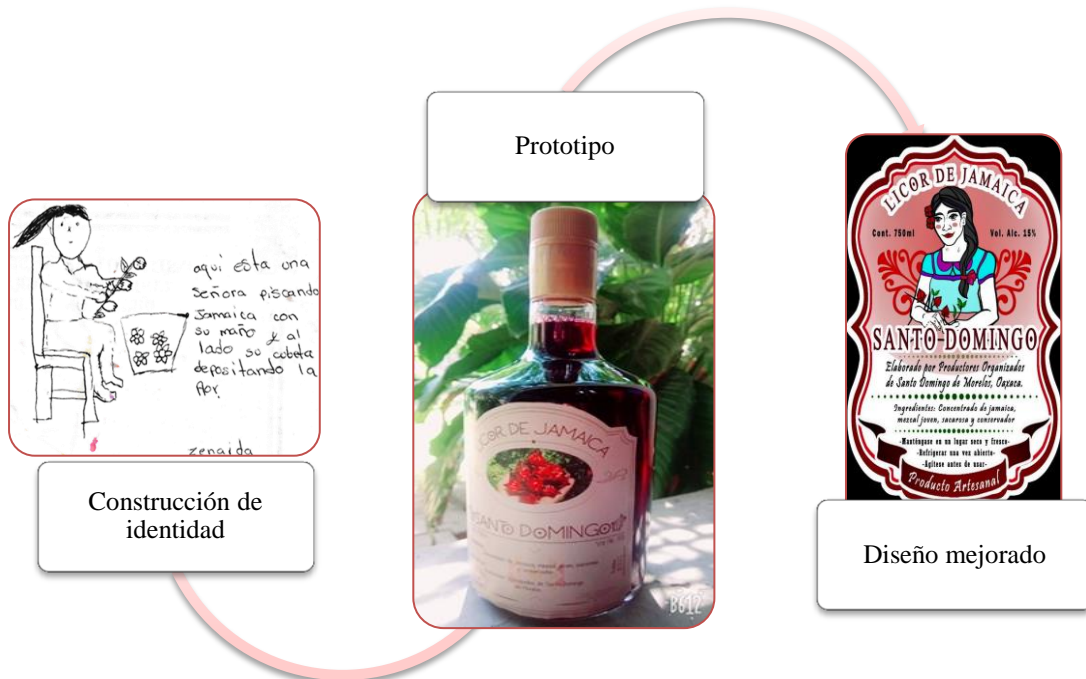 Prototipo
aqui esta una
señora piscando
Jamaica con
su maño y al
lado su cubeta
depositando la
flor
zenaida
Construcción de
identidad
LICOR DE JAMAICA
SANTO DOMINGO
B612
LICOR DE JAMAICA
Cont. 750ml Vol. Alc. 15%
SANTO DOMINGO
Elaborado por Productores Organizados
de Santo Domingo de Morelos, Oaxaca.
Ingredientes: Concentrado de jamaica,
mezcal joven, sacarosa y conservador
-Manténgase en un lugar seco y fresco-
-Refrigerar una vez abierto-
-Agítese antes de usar-
Producto Artesanal
Diseño mejorado